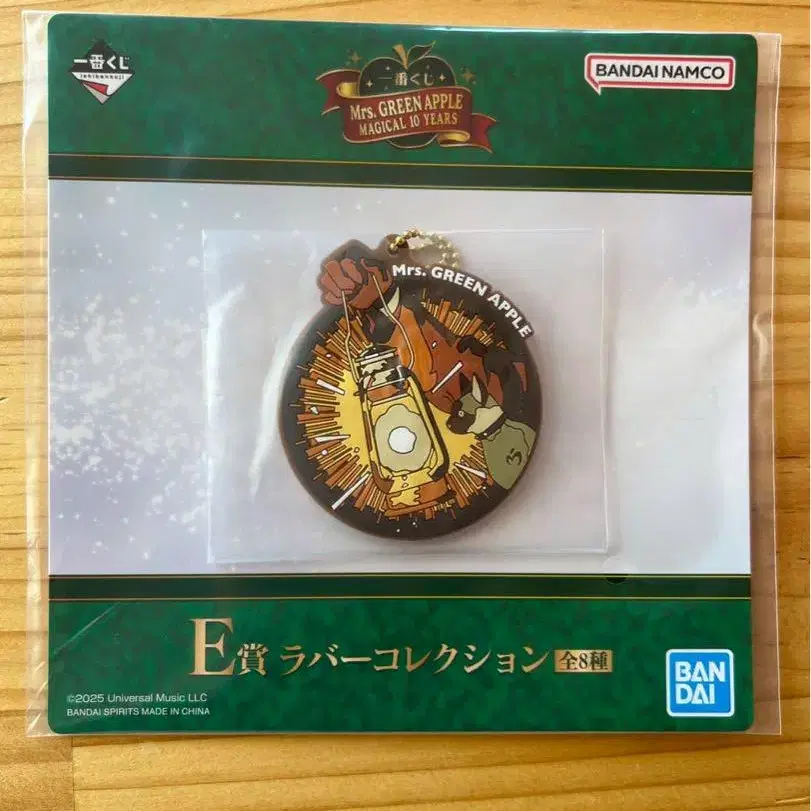 一番くじ
ichibankuji
一番くじ
Mrs. GREEN APPLE
MAGICAL 10 YEARS
BANDAI NAMCO
Mrs. GREEN APPLE
E賞 ラバーコレクション 全8種
©2025 Universal Music LLC
BANDAI SPIRITS MADE IN CHINA
BAN
DAI